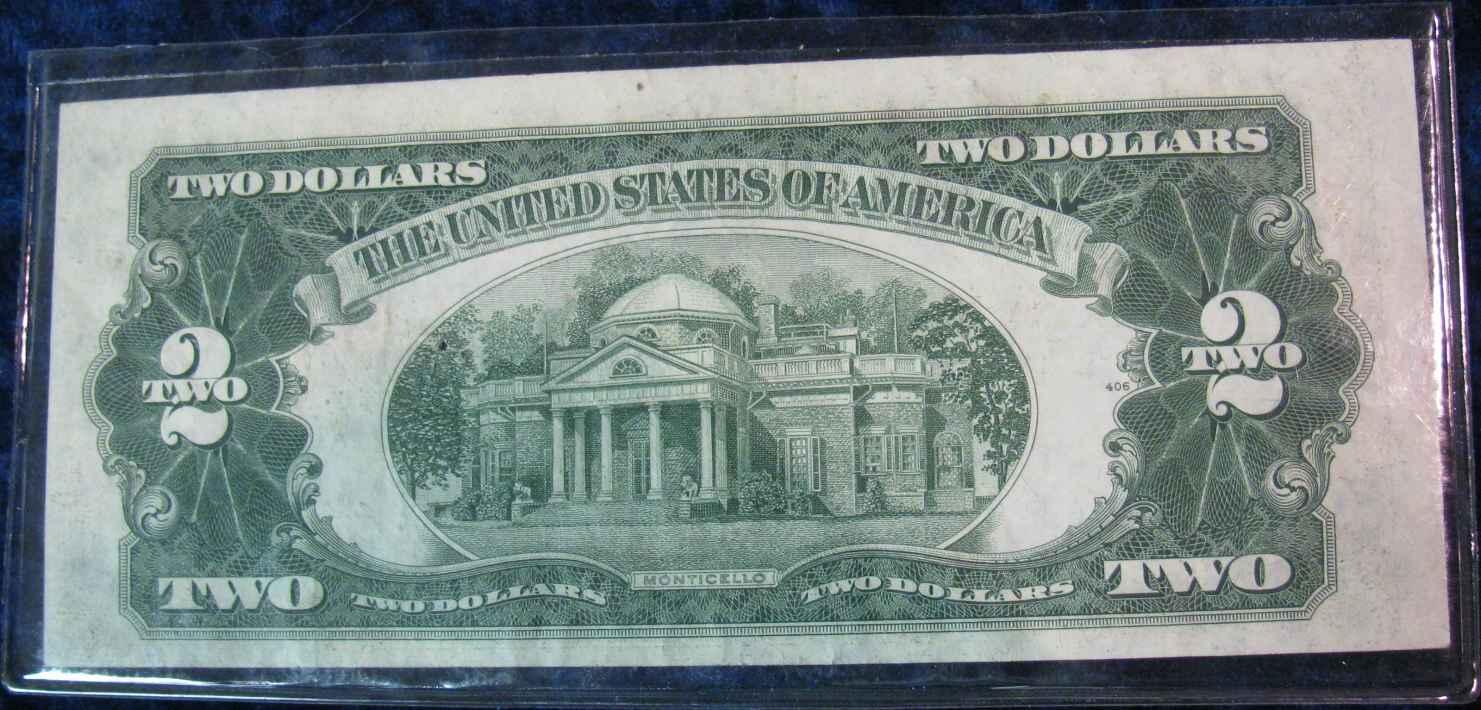 TWO DOLLARS
TWO DOLLARS
THE UNITED STATES OF AMERICA
2
TWO
2
TWO
406
MONTICELLO
TWO
TWO DOLLARS
TWO DOLLARS
TWO